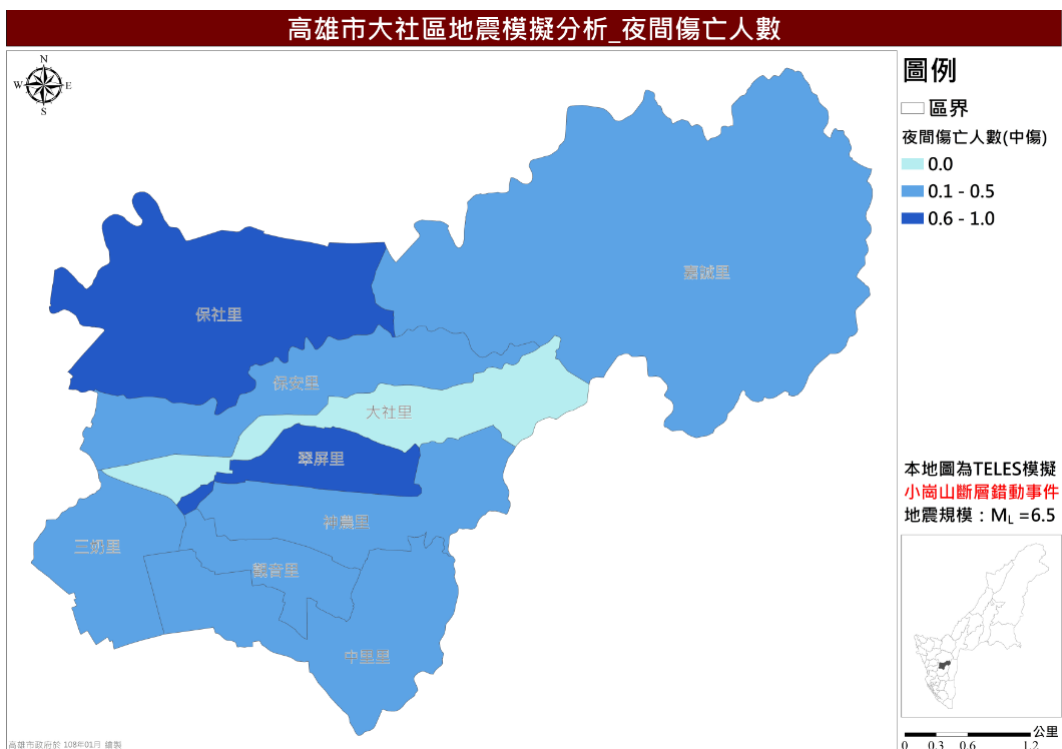 高雄市大社區地震模擬分析_夜間傷亡人數
N
W
E
S
圖例
區界
夜間傷亡人數(中傷)
0.0
0.1 - 0.5
0.6 - 1.0
嘉誠里
保社里
保安里
大社里
翠屏里
神農里
三奶里
觀音里
中里里
本地圖為TELES模擬
小崗山斷層錯動事件
地震規模：ML =6.5
公里
0 0.3 0.6 1.2
高雄市政府於 108年01月 繪製